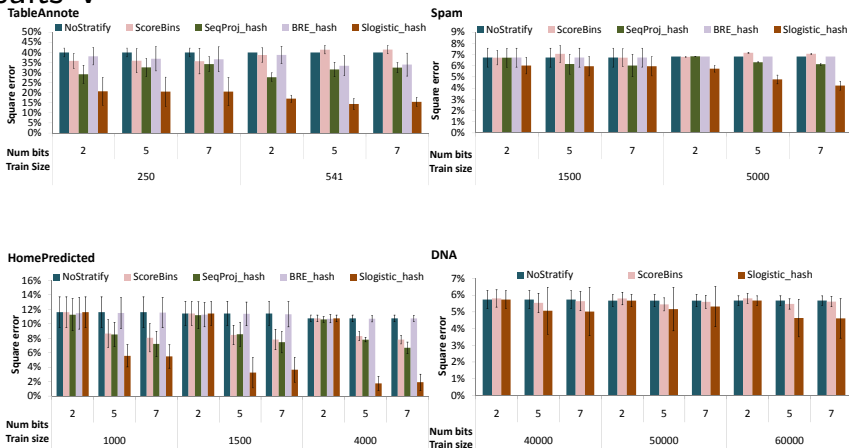 TableAnnote
NoStratify ScoreBins SeqProj_hash BRE_hash Slogistic_hash
50%
45%
40%
35%
30%
25%
20%
15%
10%
5%
0%
Square error
Num bits 2 5 7 2 5 7
Train Size 250 541
Spam
NoStratify ScoreBins SeqProj_hash BRE_hash Slogistic_hash
9%
8%
7%
6%
5%
4%
3%
2%
1%
0%
Square error
Num bits 2 5 7 2 5 7
Train Size 1500 5000
HomePredicted
NoStratify ScoreBins SeqProj_hash BRE_hash Slogistic_hash
16%
14%
12%
10%
8%
6%
4%
2%
0%
Square error
Num bits 2 5 7 2 5 7 2 5 7
Train Size 1000 1500 4000
DNA
NoStratify ScoreBins Slogistic_hash
7%
6%
5%
4%
3%
2%
1%
0%
Square error
Num bits 2 5 7 2 5 7 2 5 7
Train Size 40000 50000 60000